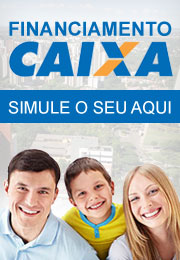 FINANCIAMENTO
CAIXA
SIMULE O SEU AQUI